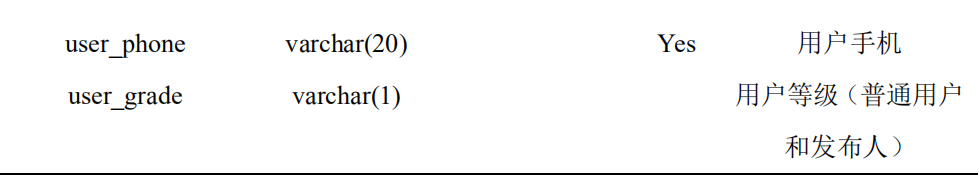 user_phone varchar(20) Yes 用户手机
user_grade varchar(1) 用户等级（普通用户
和发布人）